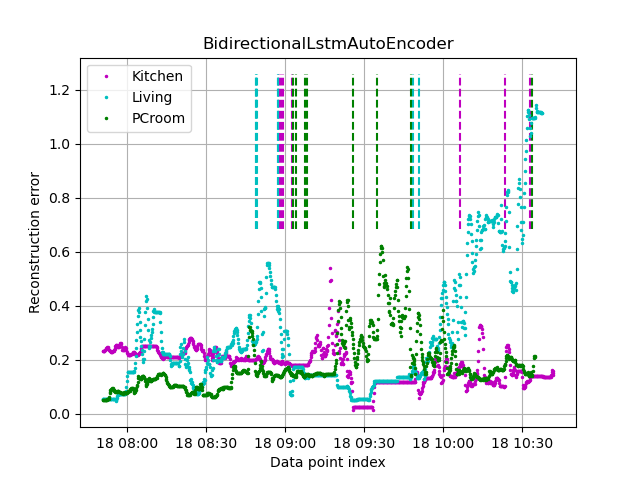 BidirectionalLstmAutoEncoder
Kitchen
Living
PCroom
Reconstruction error
1.2
1.0
0.8
0.6
0.4
0.2
0.0
18 08:00 18 08:30 18 09:00 18 09:30 18 10:00 18 10:30
Data point index